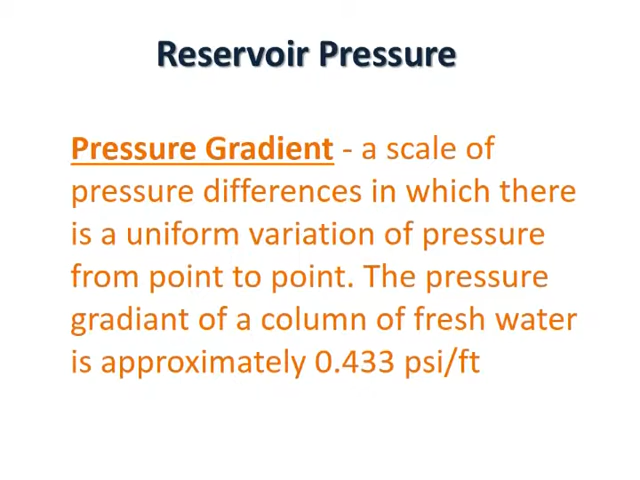 Reservoir Pressure
Pressure Gradient - a scale of
pressure differences in which there
is a uniform variation of pressure
from point to point. The pressure
gradiant of a column of fresh water
is approximately 0.433 psi/ft